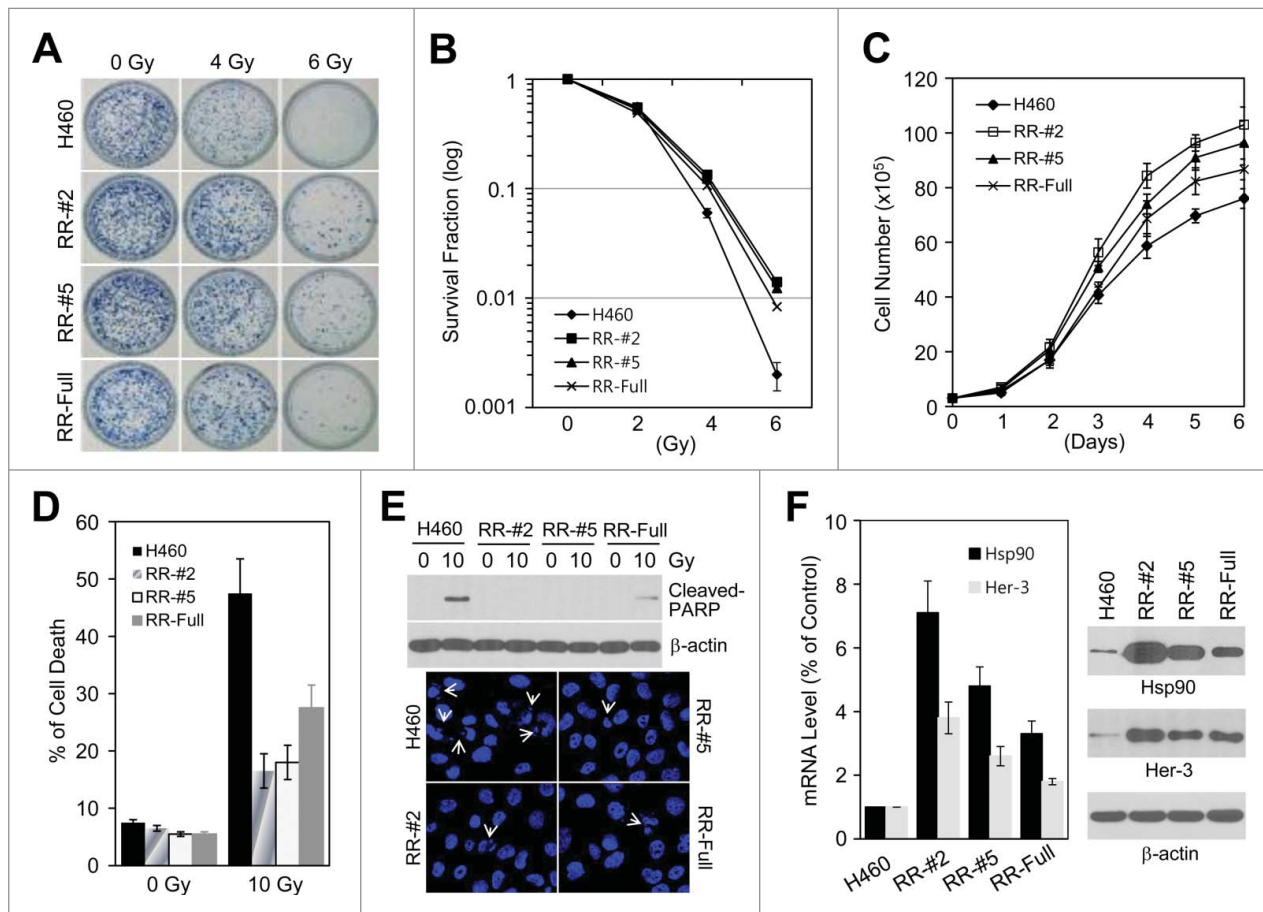 A
0 Gy 4 Gy 6 Gy
H460
RR-#2
RR-#5
RR-Full
B
Survival Fraction (log)
1
0.1
0.01
0.001
H460
RR-#2
RR-#5
RR-Full
0 2 4 6
(Gy)
C
Cell Number (x10⁵)
120
100
80
60
40
20
0
H460
RR-#2
RR-#5
RR-Full
0 1 2 3 4 5 6
(Days)
D
% of Cell Death
60
50
40
30
20
10
0
H460
RR-#2
RR-#5
RR-Full
0 Gy 10 Gy
E
H460 RR-#2 RR-#5 RR-Full
0 10 0 10 0 10 0 10 Gy
Cleaved-
PARP
β-actin
H460
RR-#5
RR-#2
RR-Full
F
mRNA Level (% of Control)
10
8
6
4
2
0
Hsp90
Her-3
H460 RR-#2 RR-#5 RR-Full
H460 RR-#2 RR-#5 RR-Full
Hsp90
Her-3
β-actin